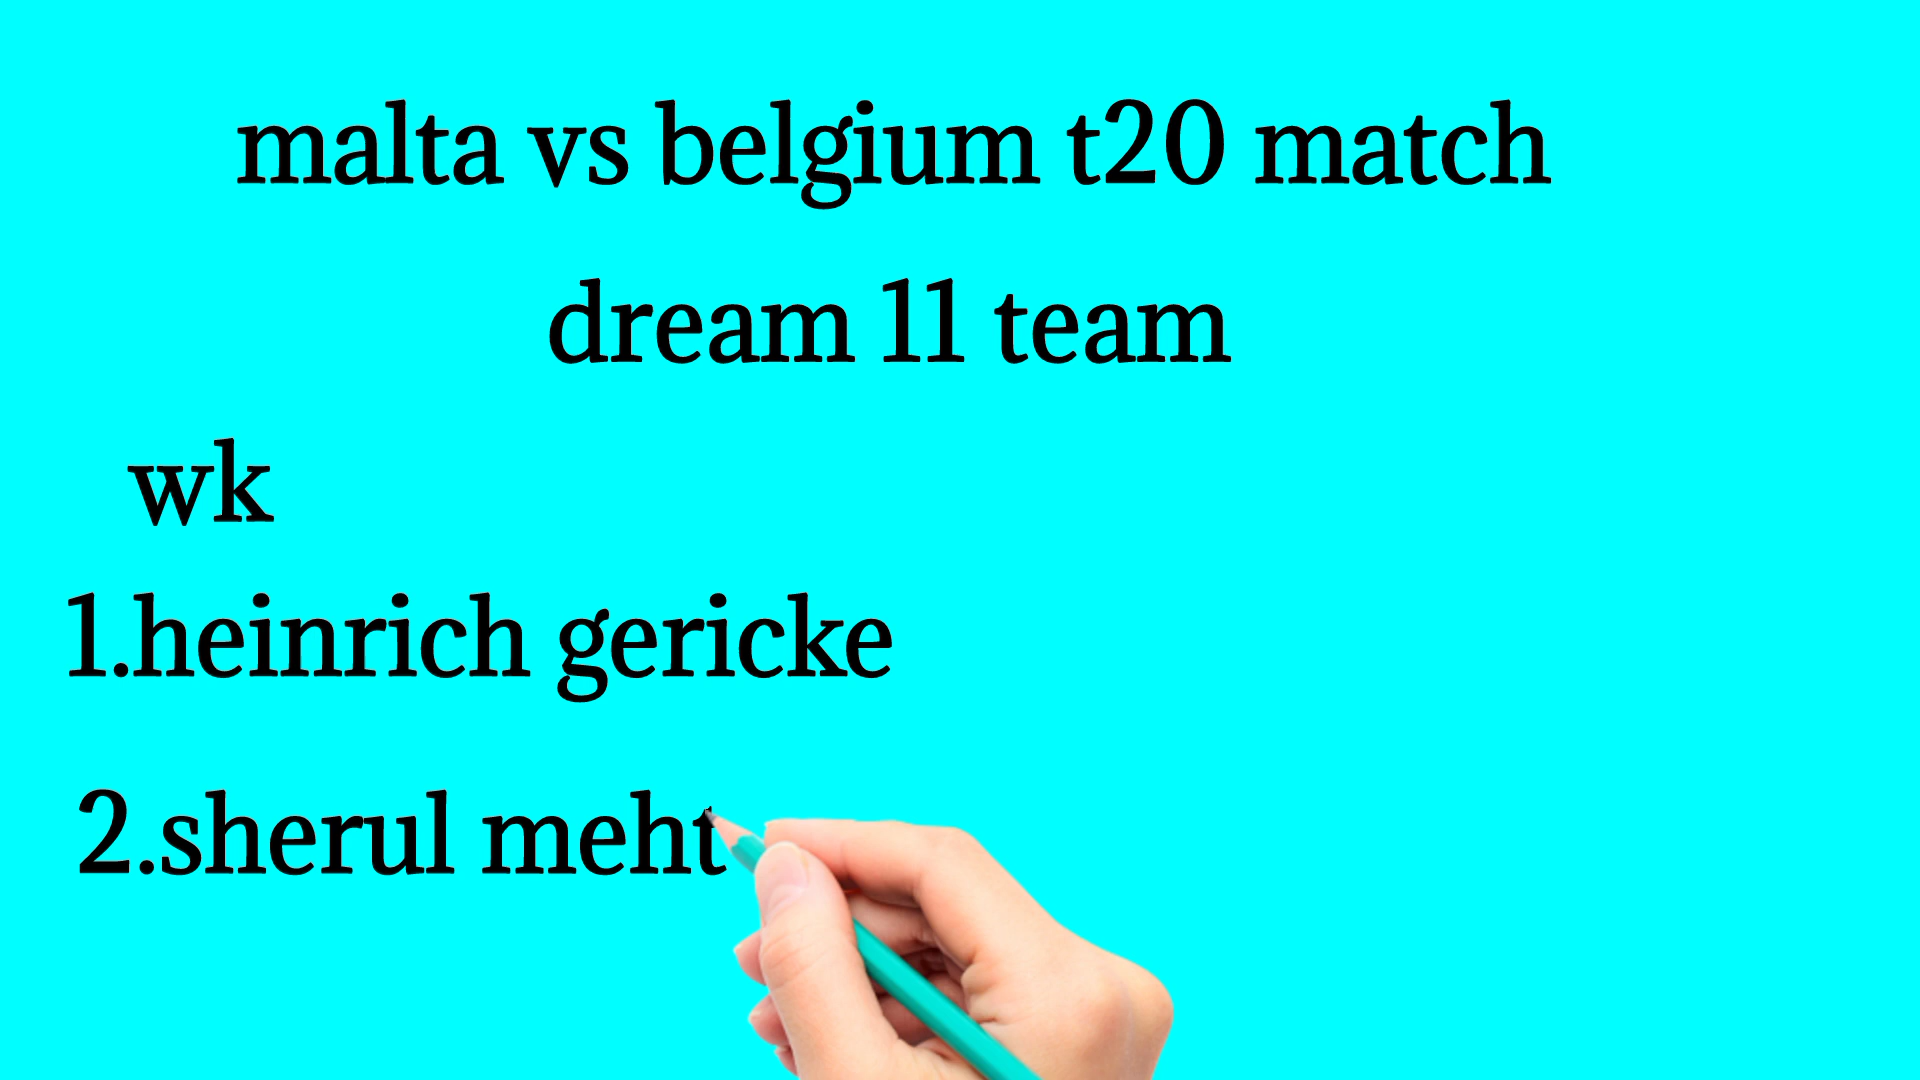 malta vs belgium t20 match
dream 11 team
wk
1.heinrich gericke
2.sherul meht